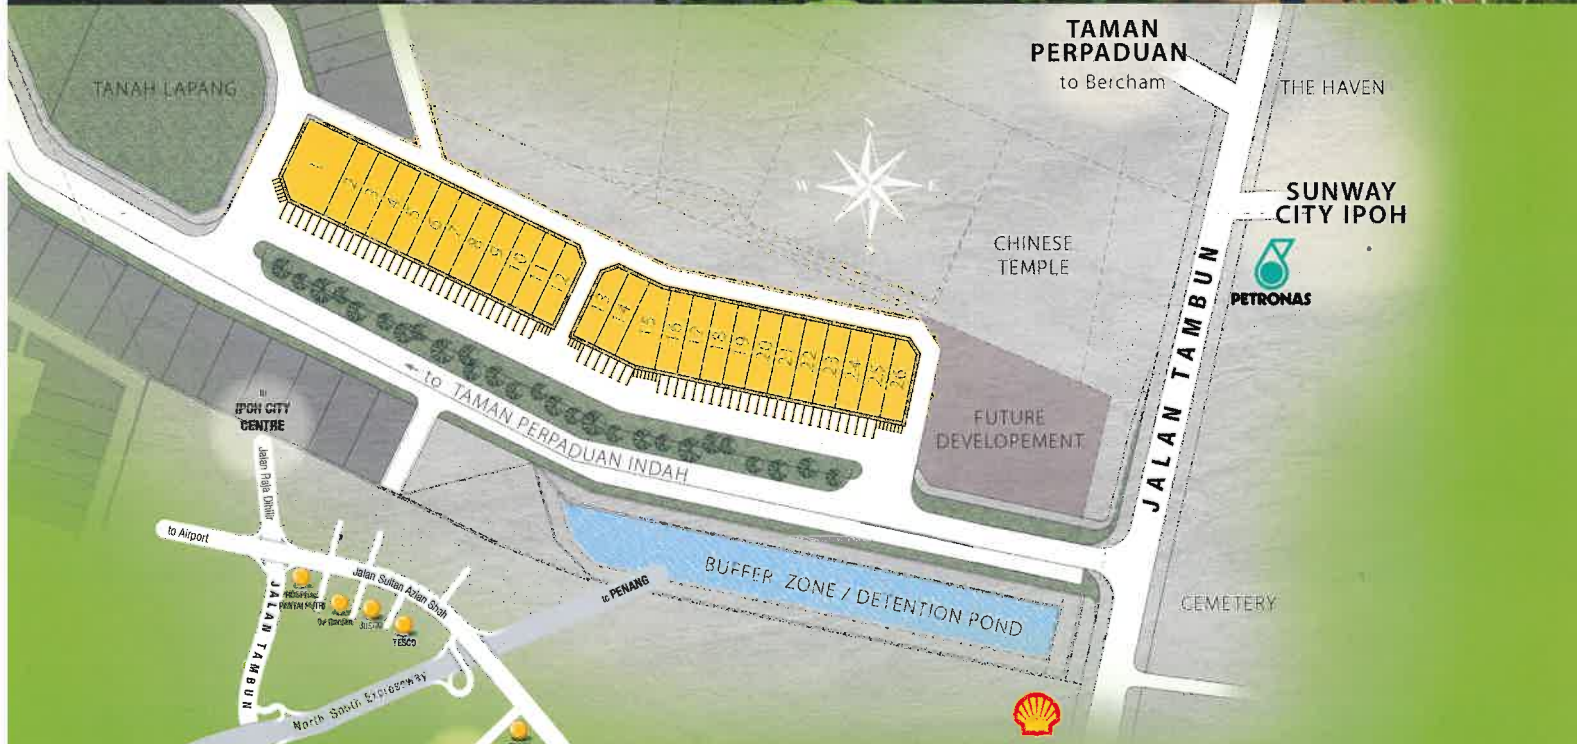 TAMAN
PERPADUAN
to Bercham
TANAH LAPANG
THE HAVEN
N
W
E
S
SUNWAY
CITY IPOH
PETRONAS
CHINESE
TEMPLE
JALAN TAMBUN
1
2
3
4
5
6
7
8
9
10
11
12
13
14
15
16
17
18
19
20
21
22
23
24
25
26
← to TAMAN PERPADUAN INDAH
FUTURE
DEVELOPEMENT
to
IPOH CITY
CENTRE
Jalan Raja Dihilir
to Airport
Jalan Sultan Azlan Shah
JALAN TAMBUN
JUSCO
TESCO
to PENANG
North South Expressway
BUFFER ZONE / DETENTION POND
CEMETERY